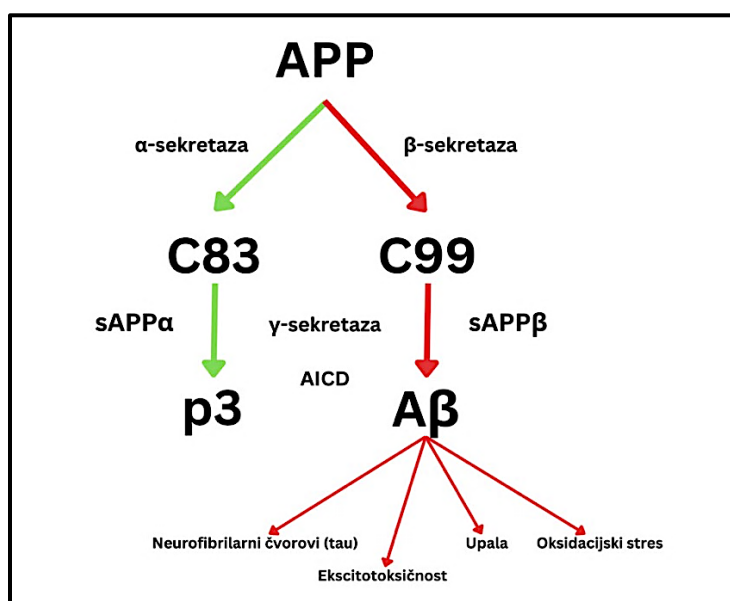 APP
α-sekretaza
β-sekretaza
C83
C99
sAPPα
γ-sekretaza
sAPPβ
AICD
p3
Aβ
Neurofibrilarni čvorovi (tau)
Upala
Oksidacijski stres
Ekscitotoksičnost